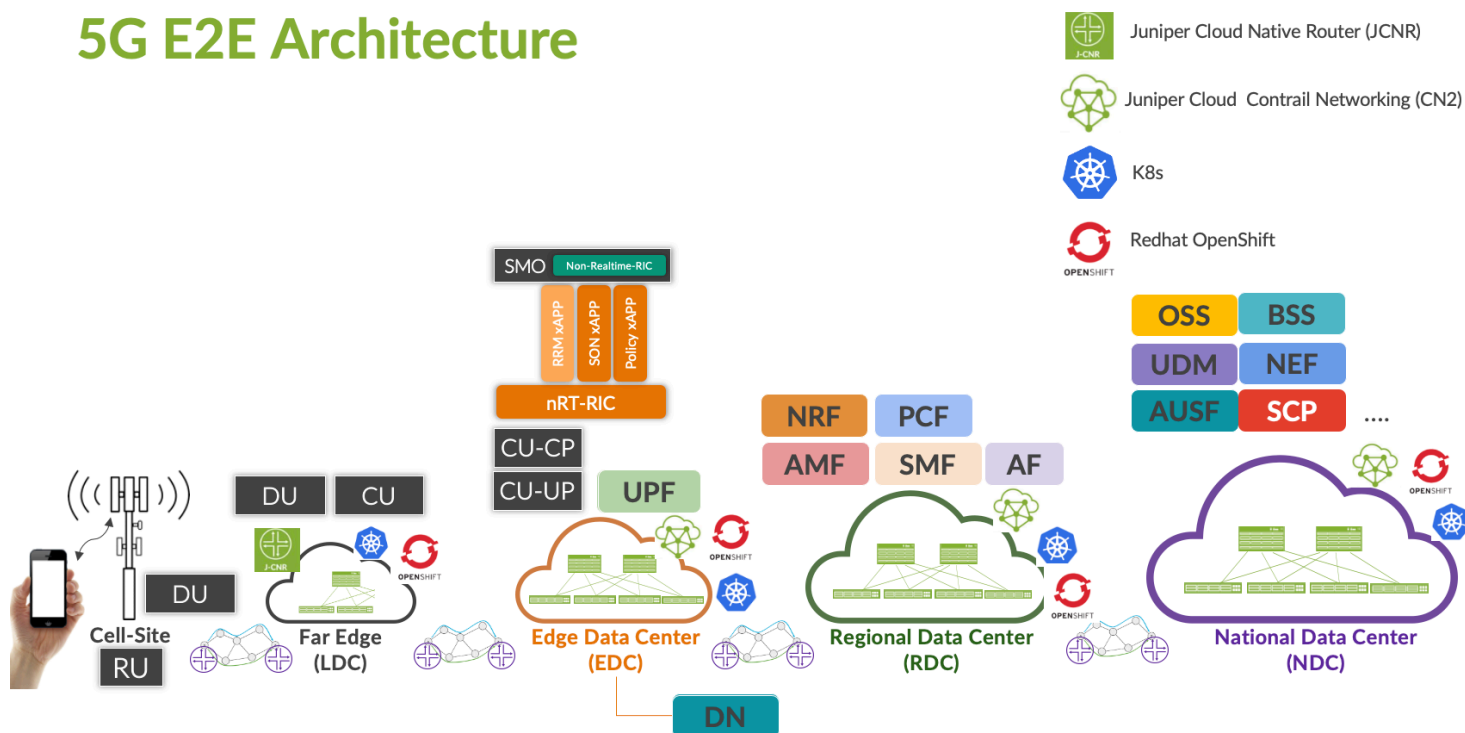 5G E2E Architecture
J-CNR
Juniper Cloud Native Router (JCNR)
Juniper Cloud Contrail Networking (CN2)
K8s
OPENSHIFT
Redhat OpenShift
SMO
Non-Realtime-RIC
RRM xAPP
SON xAPP
Policy xAPP
nRT-RIC
CU-CP
CU-UP
UPF
NRF
PCF
AMF
SMF
AF
OSS
BSS
UDM
NEF
AUSF
SCP
....
DU
CU
DU
J-CNR
OPENSHIFT
OPENSHIFT
OPENSHIFT
OPENSHIFT
Cell-Site
RU
Far Edge
(LDC)
Edge Data Center
(EDC)
Regional Data Center
(RDC)
National Data Center
(NDC)
DN